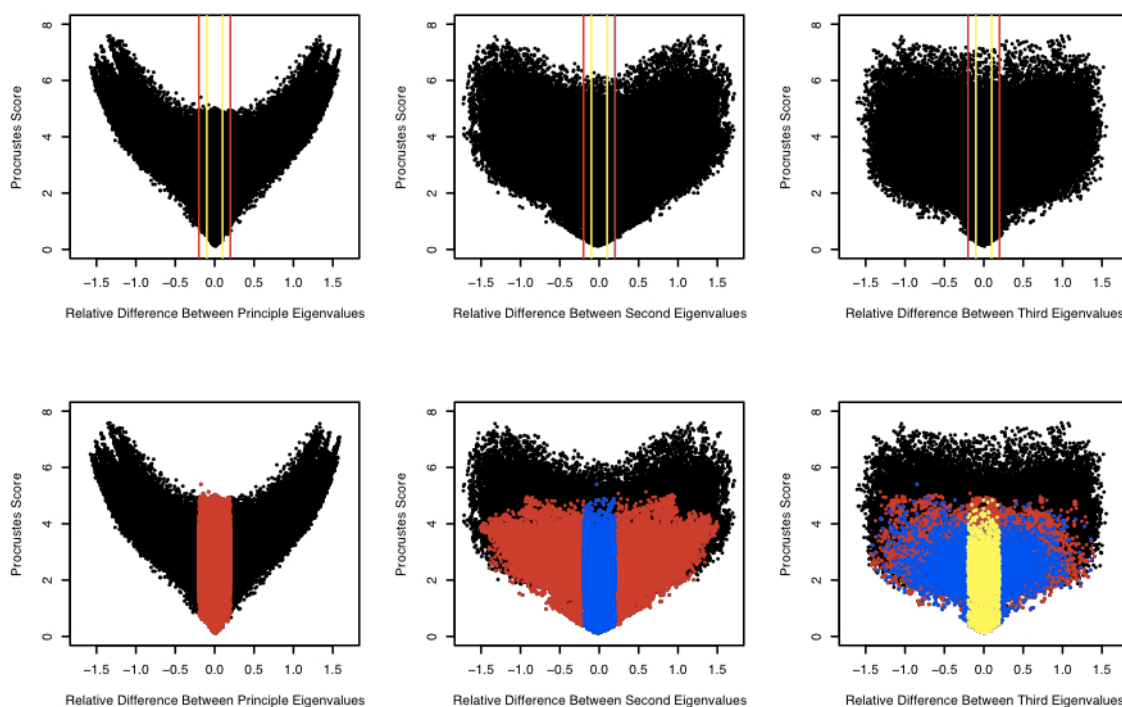 8
6
4
2
0
Procrustes Score
−1.5 −1.0 −0.5 0.0 0.5 1.0 1.5
Relative Difference Between Principle Eigenvalues
8
6
4
2
0
Procrustes Score
−1.5 −1.0 −0.5 0.0 0.5 1.0 1.5
Relative Difference Between Second Eigenvalues
8
6
4
2
0
Procrustes Score
−1.5 −1.0 −0.5 0.0 0.5 1.0 1.5
Relative Difference Between Third Eigenvalues
8
6
4
2
0
Procrustes Score
−1.5 −1.0 −0.5 0.0 0.5 1.0 1.5
Relative Difference Between Principle Eigenvalues
8
6
4
2
0
Procrustes Score
−1.5 −1.0 −0.5 0.0 0.5 1.0 1.5
Relative Difference Between Second Eigenvalues
8
6
4
2
0
Procrustes Score
−1.5 −1.0 −0.5 0.0 0.5 1.0 1.5
Relative Difference Between Third Eigenvalues